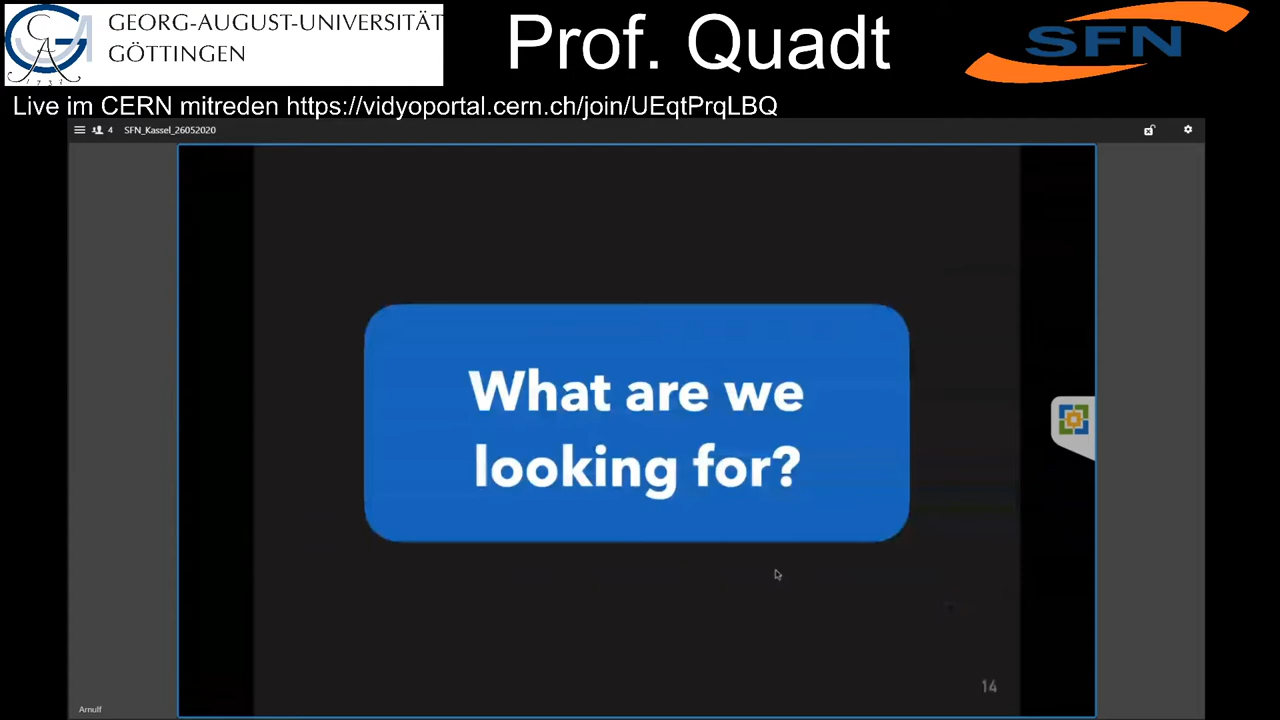 GEORG-AUGUST-UNIVERSITÄT
GÖTTINGEN
Prof. Quadt
SFN
Live im CERN mitreden https://vidyoportal.cern.ch/join/UEqtPrqLBQ
4 SFN_Kassel_26052020
What are we
looking for?
14
Arnulf